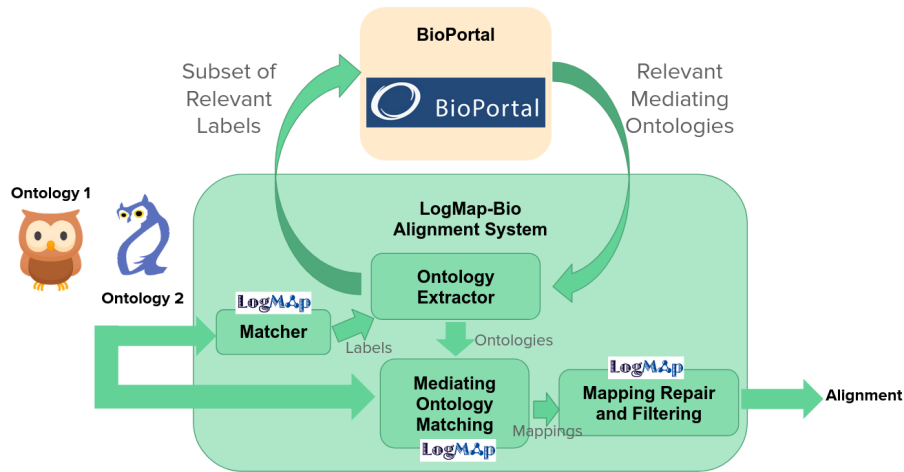 BioPortal
BioPortal
Subset of
Relevant
Labels
Relevant
Mediating
Ontologies
Ontology 1
Ontology 2
LogMap-Bio
Alignment System
Ontology
Extractor
LogMAp
Matcher
Labels
Ontologies
Mediating
Ontology
Matching
LogMAp
Mappings
LogMAp
Mapping Repair
and Filtering
Alignment